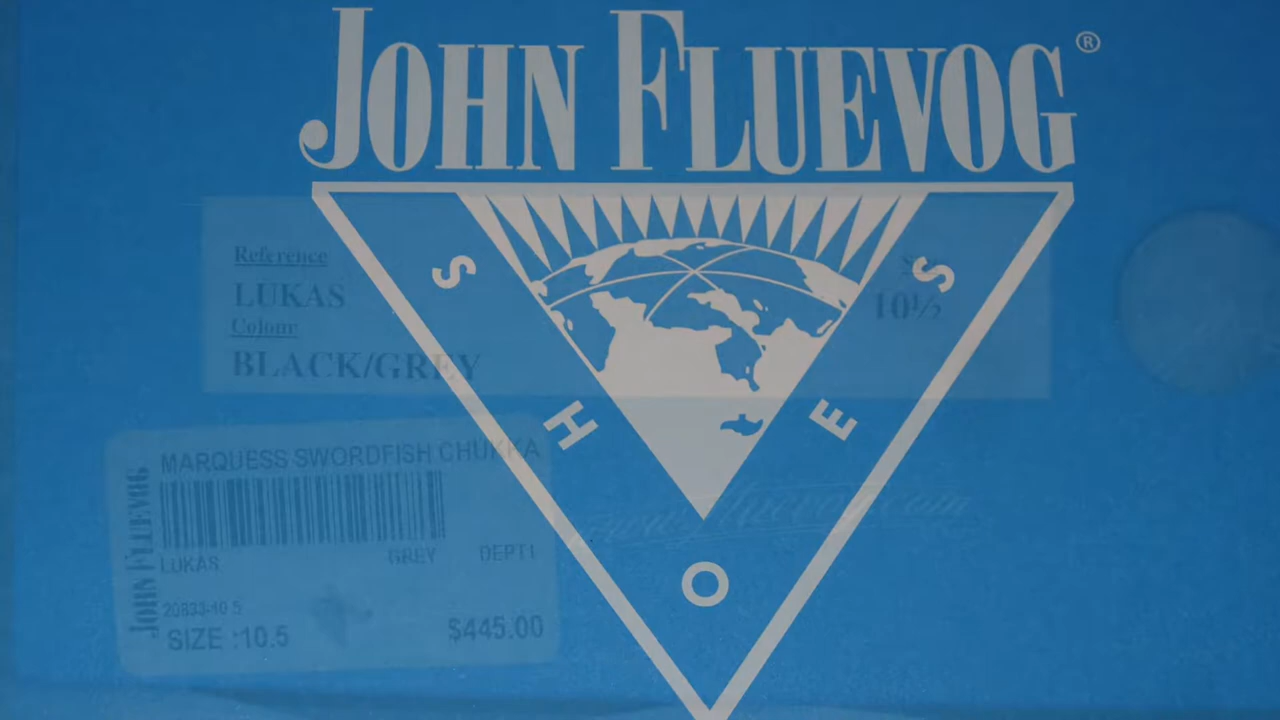 JOHN FLUEVOG®
SHOES
Reference
LUKAS
Colour
BLACK/GREY
10½
MARQUESS SWORDFISH CHUKKA
JOHN FLUEVOG
LUKAS GREY DEPT1
20833-10.5
SIZE :10.5 $445.00